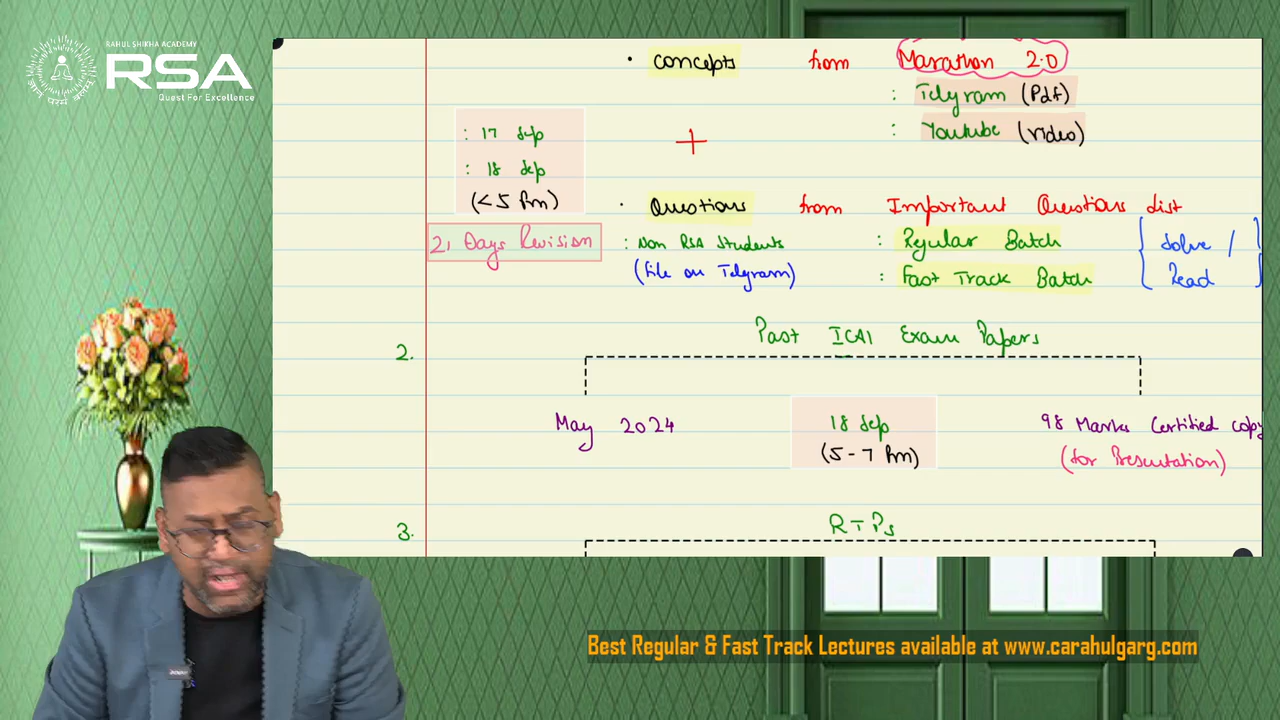 RAHUL SHIKHA ACADEMY
RSA
Quest For Excellence
• Concepts from Marathon 2.0
: Telgram (Pdf)
: Youtube (video)
: 17 Sep
: 18 Sep
(< 5 Pm)
+
• Questions from Important Questions list
2, Days Revision
: Non RSA Students
(File on Telgram)
: Regular Batch
: Fast Track Batch
{ Solve / Read }
2. Past ICAI Exam Papers
May 2024
18 Sep
(5-7 Pm)
98 Marks Certified copy
(for Presentation)
3. RTPs
Best Regular & Fast Track Lectures available at www.carahulgarg.com